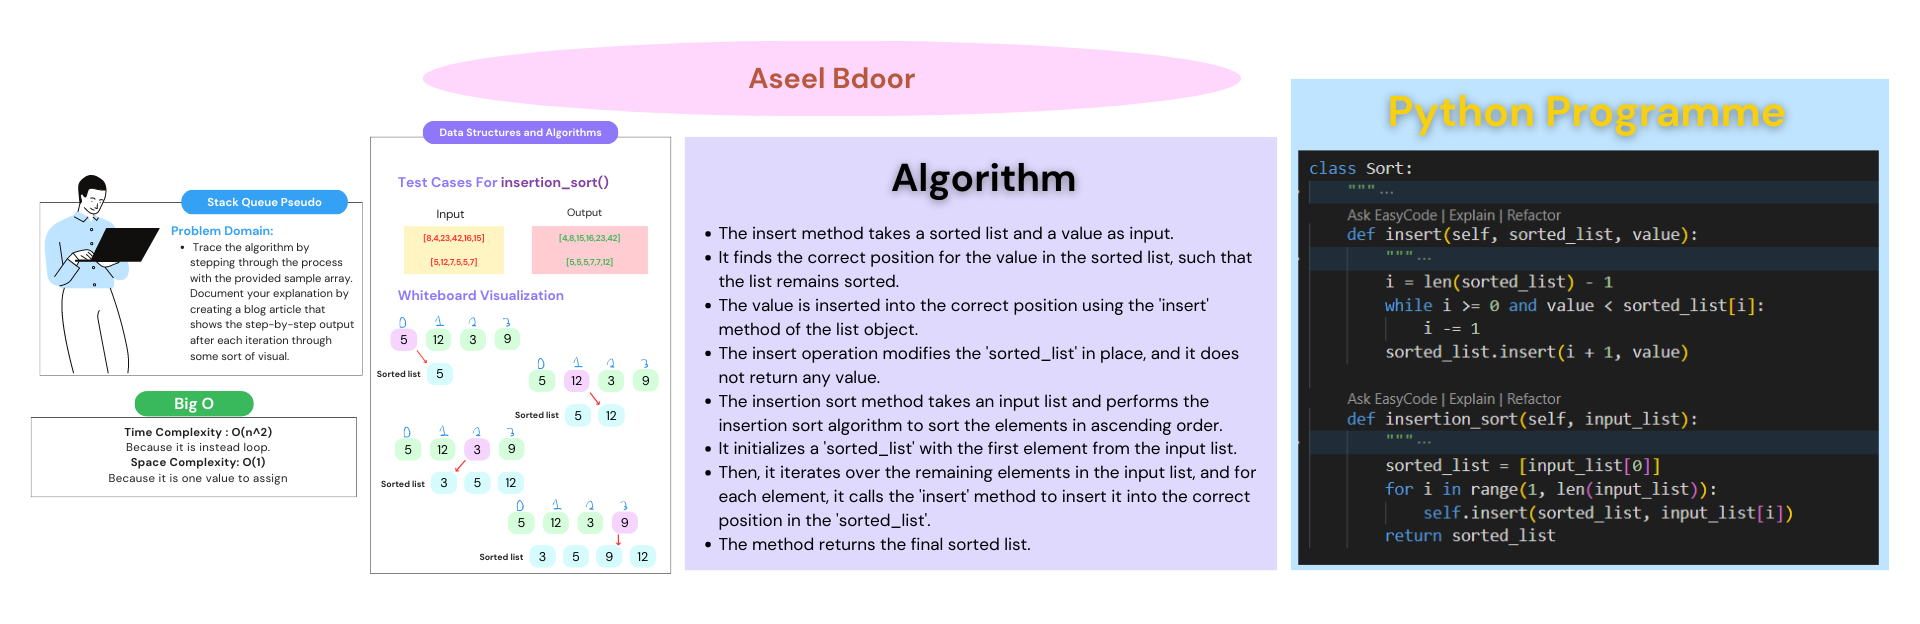 Aseel Bdoor
Stack Queue Pseudo
Problem Domain:
• Trace the algorithm by
stepping through the process
with the provided sample array.
Document your explanation by
creating a blog article that
shows the step-by-step output
after each iteration through
some sort of visual.
Big O
Time Complexity : O(n^2)
Because it is instead loop.
Space Complexity: O(1)
Because it is one value to assign
Data Structures and Algorithms
Test Cases For insertion_sort()
Input Output
[8,4,23,42,16,15] [4,8,15,16,23,42]
[5,12,7,5,5,7] [5,5,5,7,7,12]
Whiteboard Visualization
0 1 2 3
5 12 3 9
Sorted list 5
0 1 2 3
5 12 3 9
Sorted list 5 12
0 1 2 3
5 12 3 9
Sorted list 3 5 12
0 1 2 3
5 12 3 9
Sorted list 3 5 9 12
Algorithm
• The insert method takes a sorted list and a value as input.
• It finds the correct position for the value in the sorted list, such that
the list remains sorted.
• The value is inserted into the correct position using the 'insert'
method of the list object.
• The insert operation modifies the 'sorted_list' in place, and it does
not return any value.
• The insertion sort method takes an input list and performs the
insertion sort algorithm to sort the elements in ascending order.
• It initializes a 'sorted_list' with the first element from the input list.
• Then, it iterates over the remaining elements in the input list, and for
each element, it calls the 'insert' method to insert it into the correct
position in the 'sorted_list'.
• The method returns the final sorted list.
Python Programme
class Sort:
"""...
Ask EasyCode | Explain | Refactor
def insert(self, sorted_list, value):
"""...
i = len(sorted_list) - 1
while i >= 0 and value < sorted_list[i]:
i -= 1
sorted_list.insert(i + 1, value)
Ask EasyCode | Explain | Refactor
def insertion_sort(self, input_list):
"""...
sorted_list = [input_list[0]]
for i in range(1, len(input_list)):
self.insert(sorted_list, input_list[i])
return sorted_list